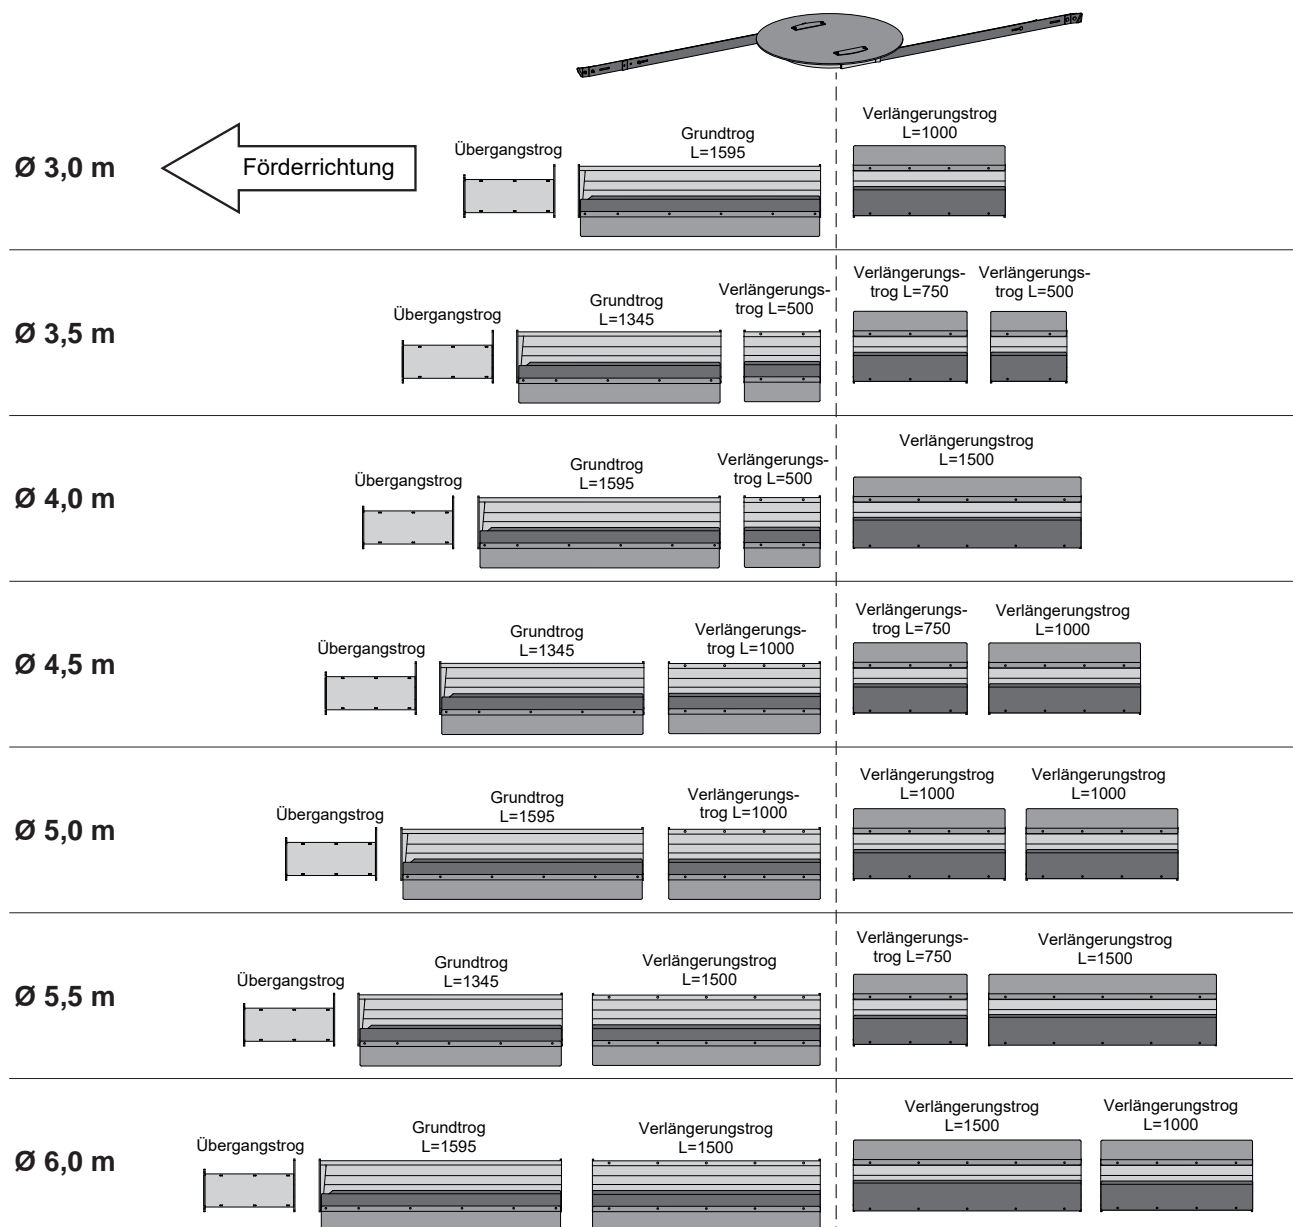 Ø 3,0 m
Förderrichtung
Übergangstrog
Grundtrog
L=1595
Verlängerungstrog
L=1000
Ø 3,5 m
Übergangstrog
Grundtrog
L=1345
Verlängerungs-
trog L=500
Verlängerungs-
trog L=750
Verlängerungs-
trog L=500
Ø 4,0 m
Übergangstrog
Grundtrog
L=1595
Verlängerungs-
trog L=500
Verlängerungstrog
L=1500
Ø 4,5 m
Übergangstrog
Grundtrog
L=1345
Verlängerungs-
trog L=1000
Verlängerungs-
trog L=750
Verlängerungstrog
L=1000
Ø 5,0 m
Übergangstrog
Grundtrog
L=1595
Verlängerungs-
trog L=1000
Verlängerungstrog
L=1000
Verlängerungstrog
L=1000
Ø 5,5 m
Übergangstrog
Grundtrog
L=1345
Verlängerungstrog
L=1500
Verlängerungs-
trog L=750
Verlängerungstrog
L=1500
Ø 6,0 m
Übergangstrog
Grundtrog
L=1595
Verlängerungstrog
L=1500
Verlängerungstrog
L=1500
Verlängerungstrog
L=1000